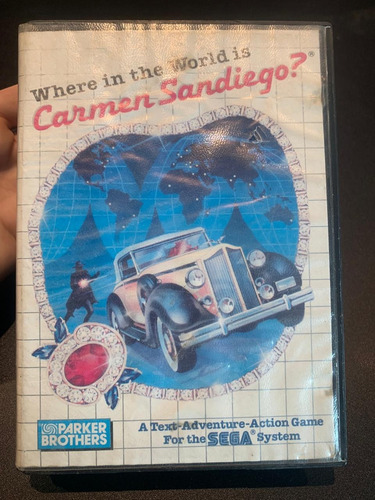 Where in the World is
Carmen Sandiego?®
PARKER
BROTHERS
A Text-Adventure-Action Game
For the SEGA® System